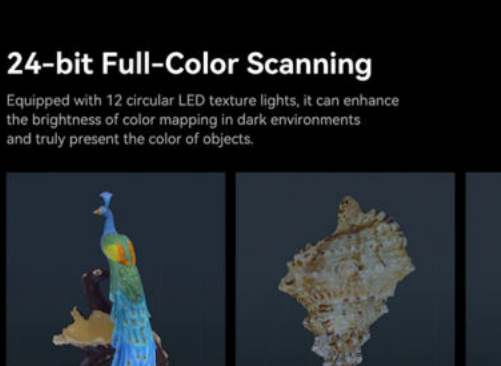 24-bit Full-Color Scanning
Equipped with 12 circular LED texture lights, it can enhance
the brightness of color mapping in dark environments
and truly present the color of objects.